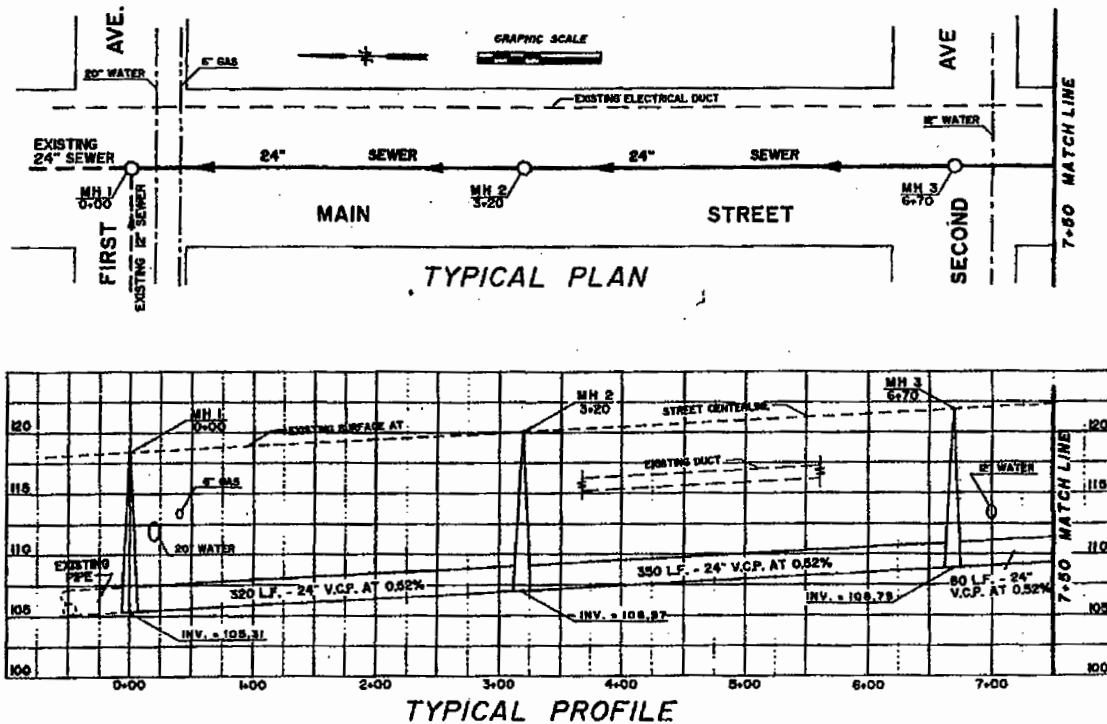 AVE.
20" WATER
6" GAS
GRAPHIC SCALE
AVE
EXISTING ELECTRICAL DUCT
12" WATER
EXISTING
24" SEWER
24" SEWER
24" SEWER
MH 1
0+00
MH 2
3+20
MH 3
6+70
MAIN STREET
FIRST
EXISTING 12" SEWER
SECOND
7+50 MATCH LINE
TYPICAL PLAN
MH 1
0+00
MH 2
3+20
MH 3
6+70
EXISTING SURFACE AT
STREET CENTERLINE
120
120
EXISTING DUCT
12" WATER
6" GAS
115
115
20" WATER
110
110
EXISTING
PIPE
320 L.F. - 24" V.C.P. AT 0.52%
350 L.F. - 24" V.C.P. AT 0.52%
80 L.F. - 24"
V.C.P. AT 0.52%
105
105
INV. = 105.31
INV. = 106.97
INV. = 108.79
7+50 MATCH LINE
100
100
0+00
1+00
2+00
3+00
4+00
5+00
6+00
7+00
TYPICAL PROFILE